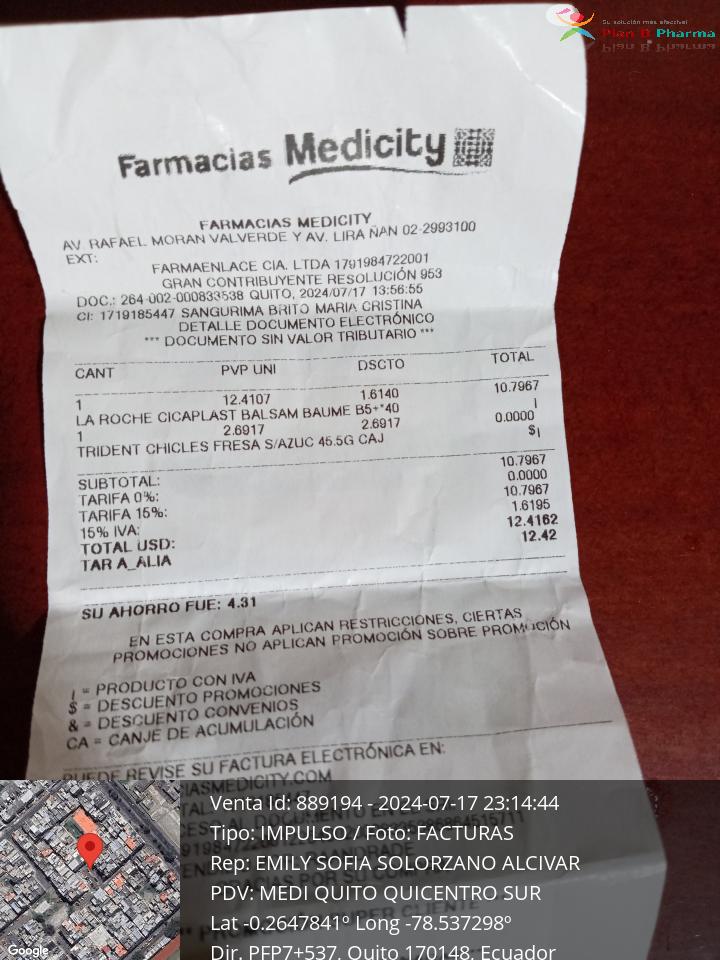 Su solución más efectiva!
Plan B Pharma
Farmacias Medicity
FARMACIAS MEDICITY
AV RAFAEL MORAN VALVERDE Y AV. LIRA ÑAN 02-2993100
EXT:
FARMAENLACE CIA. LTDA 1791984722001
GRAN CONTRIBUYENTE RESOLUCIÓN 953
DOC.: 264-002-000833538 QUITO, 2024/07/17 13:56:55
CI: 1719185447 SANGURIMA BRITO MARIA CRISTINA
DETALLE DOCUMENTO ELECTRÓNICO
*** DOCUMENTO SIN VALOR TRIBUTARIO ***
CANT PVP UNI DSCTO TOTAL
1 12.4107 1.6140 10.7967
LA ROCHE CICAPLAST BALSAM BAUME B5+*40 I
1 2.6917 2.6917 0.0000
TRIDENT CHICLES FRESA S/AZUC 45.5G CAJ $I
SUBTOTAL: 10.7967
TARIFA 0%: 0.0000
TARIFA 15%: 10.7967
15% IVA: 1.6195
TOTAL USD: 12.4162
TAR A_ALIA 12.42
SU AHORRO FUE: 4.31
EN ESTA COMPRA APLICAN RESTRICCIONES, CIERTAS
PROMOCIONES NO APLICAN PROMOCIÓN SOBRE PROMOCIÓN
I = PRODUCTO CON IVA
$ = DESCUENTO PROMOCIONES
& = DESCUENTO CONVENIOS
CA = CANJE DE ACUMULACIÓN
PUEDE REVISE SU FACTURA ELECTRÓNICA EN:
Venta Id: 889194 - 2024-07-17 23:14:44
Tipo: IMPULSO / Foto: FACTURAS
Rep: EMILY SOFIA SOLORZANO ALCIVAR
PDV: MEDI QUITO QUICENTRO SUR
Lat -0.2647841º Long -78.537298º
Dir. PFP7+537, Quito 170148, Ecuador
Google